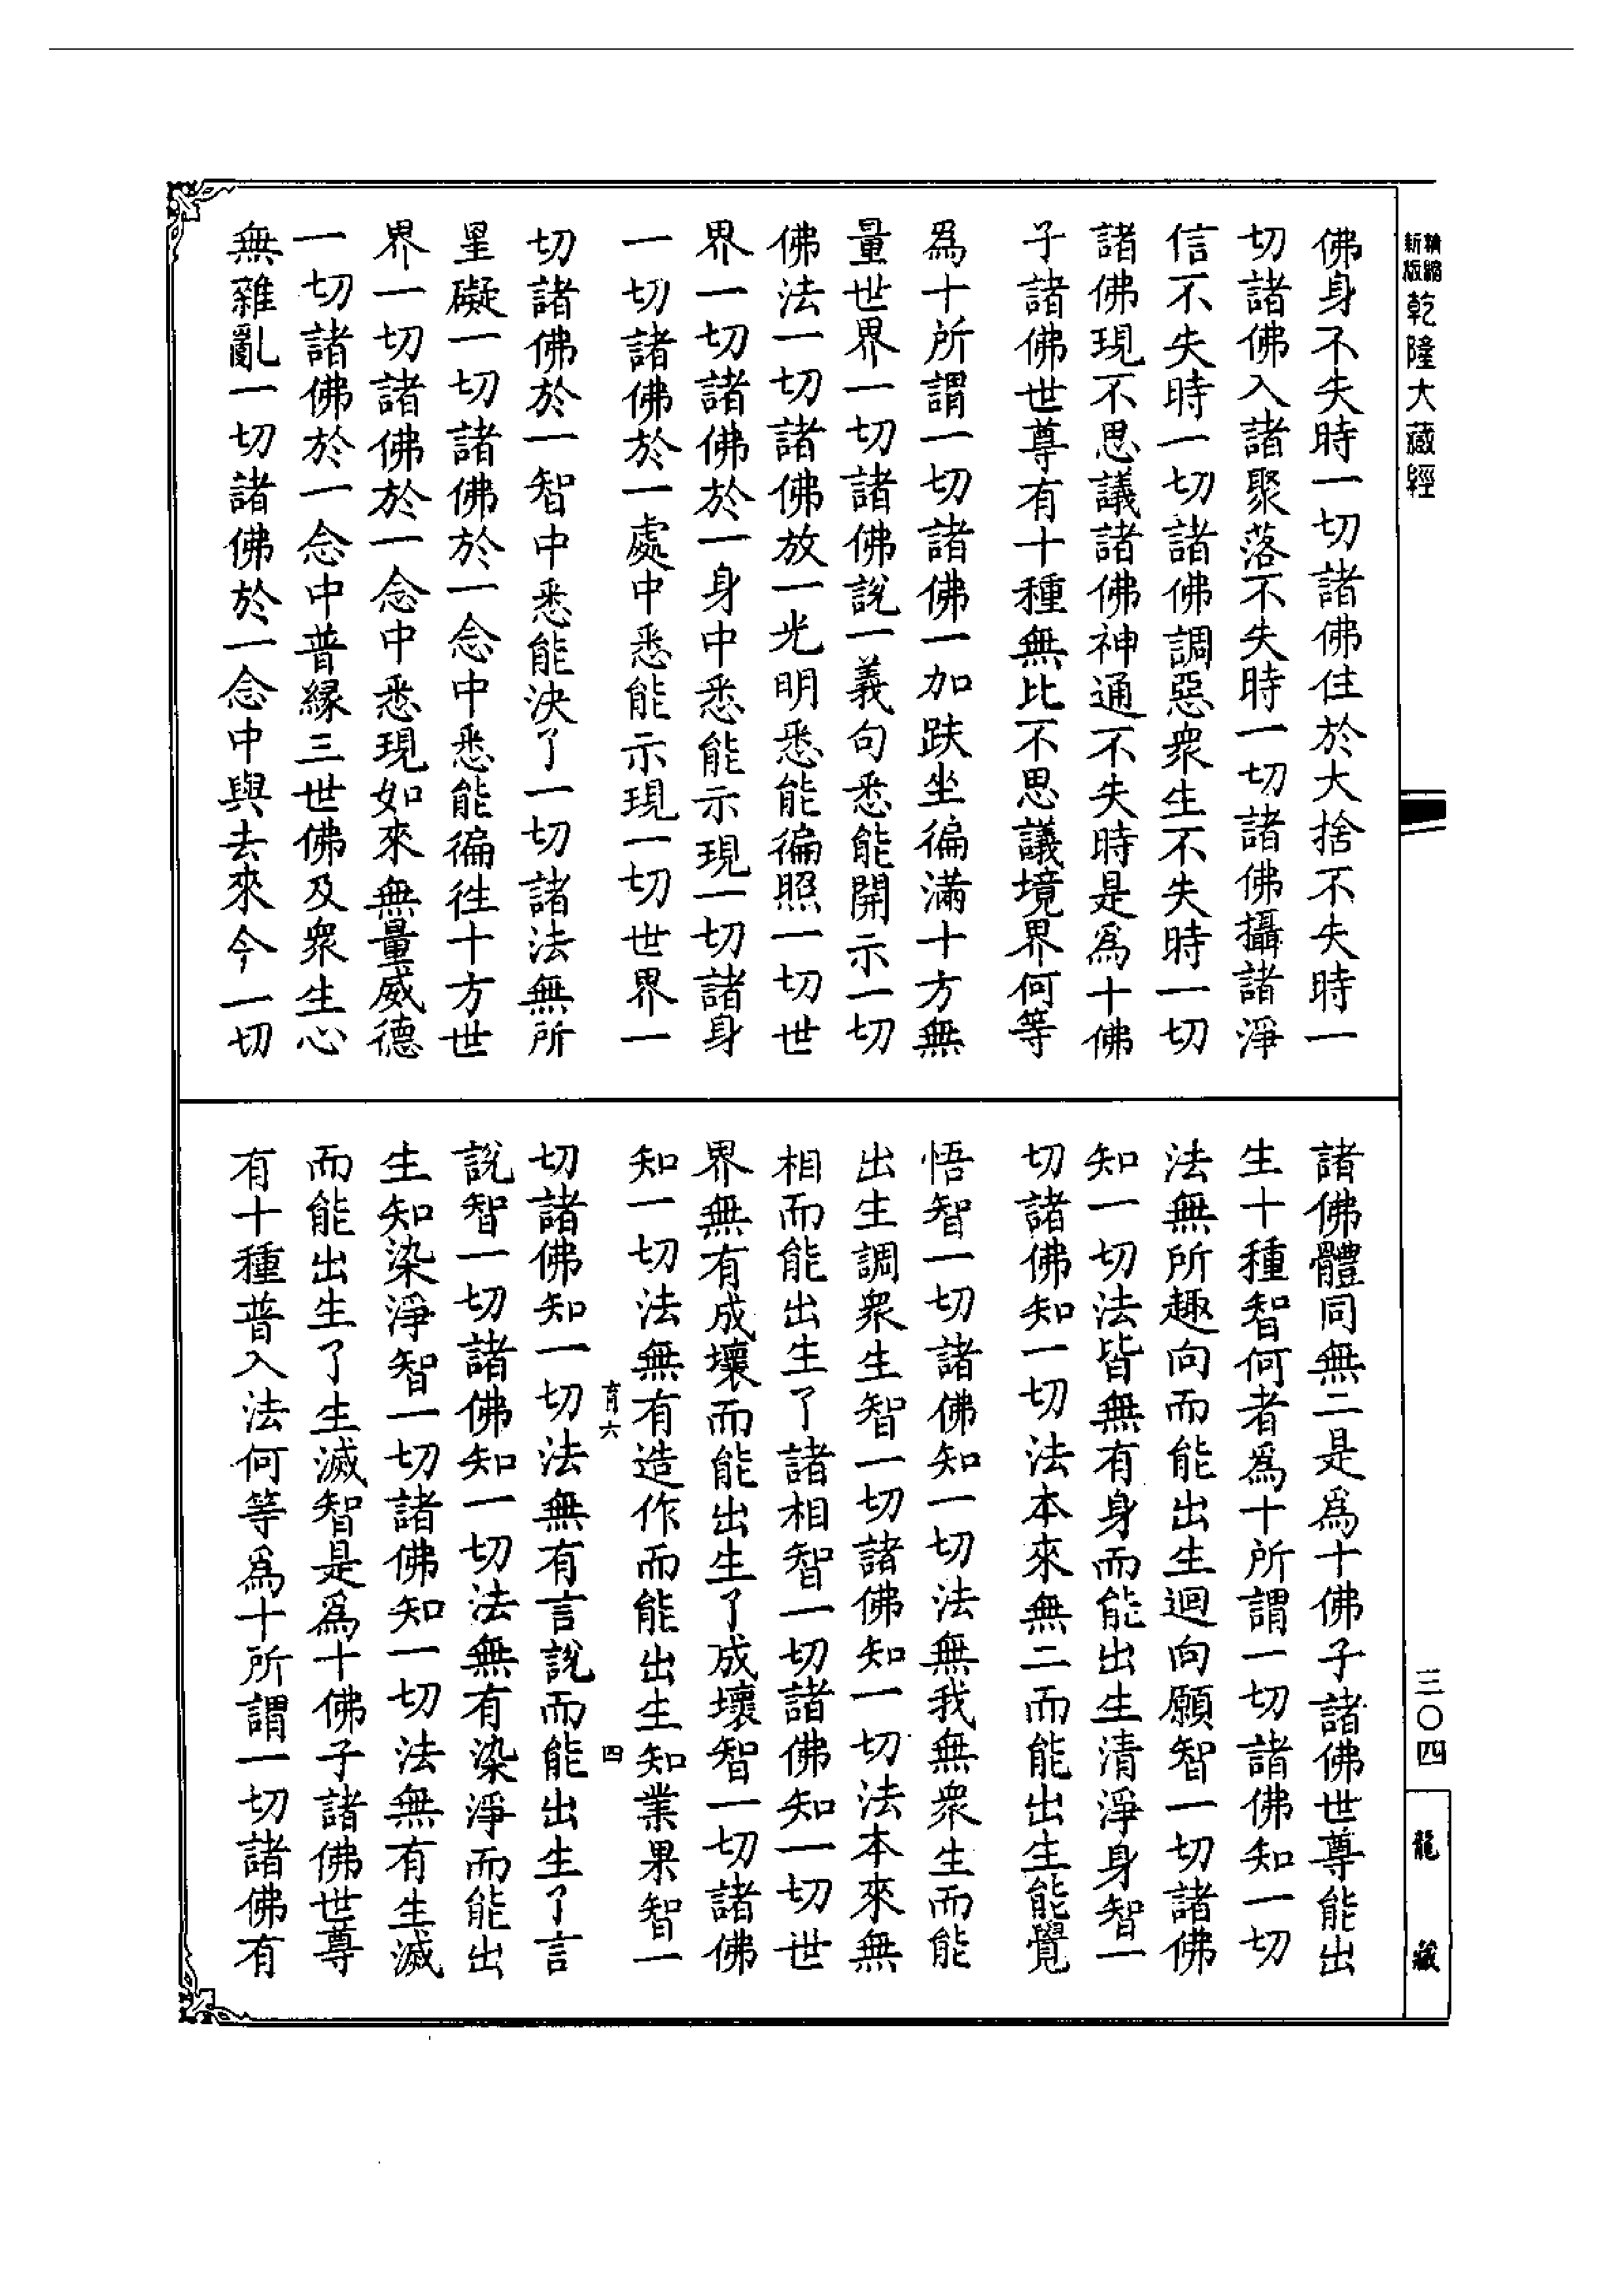 新版精縮乾隆大藏經
佛身不失時一切諸佛住於大捨不失時一
切諸佛入諸聚落不失時一切諸佛攝諸淨
信不失時一切諸佛調惡衆生不失時一切
諸佛現不思議諸佛神通不失時是爲十佛
子諸佛世尊有十種無比不思議境界何等
爲十所謂一切諸佛一加趺坐徧滿十方無
量世界一切諸佛說一義句悉能開示一切
佛法一切諸佛放一光明悉能徧照一切世
界一切諸佛於一身中悉能示現一切諸身
一切諸佛於一處中悉能示現一切世界一
切諸佛於一智中悉能決了一切諸法無所
罣礙一切諸佛於一念中悉能徧往十方世
界一切諸佛於一念中悉現如來無量威德
一切諸佛於一念中普緣三世佛及衆生心
無雜亂一切諸佛於一念中與去來今一切
諸佛體同無二是爲十佛子諸佛世尊能出
生十種智何者爲十所謂一切諸佛知一切
法無所趣向而能出生迴向願智一切諸佛
知一切法皆無有身而能出生清淨身智一
切諸佛知一切法本來無二而能出生能覺
悟智一切諸佛知一切法無我無衆生而能
出生調衆生智一切諸佛知一切法本來無
相而能出生了諸相智一切諸佛知一切世
界無有成壞而能出生了成壞智一切諸佛
知一切法無有造作而能出生知業果智一
育六 四
切諸佛知一切法無有言說而能出生了言
說智一切諸佛知一切法無有染淨而能出
生知染淨智一切諸佛知一切法無有生滅
而能出生了生滅智是爲十佛子諸佛世尊
有十種普入法何等爲十所謂一切諸佛有
三〇四
龍藏